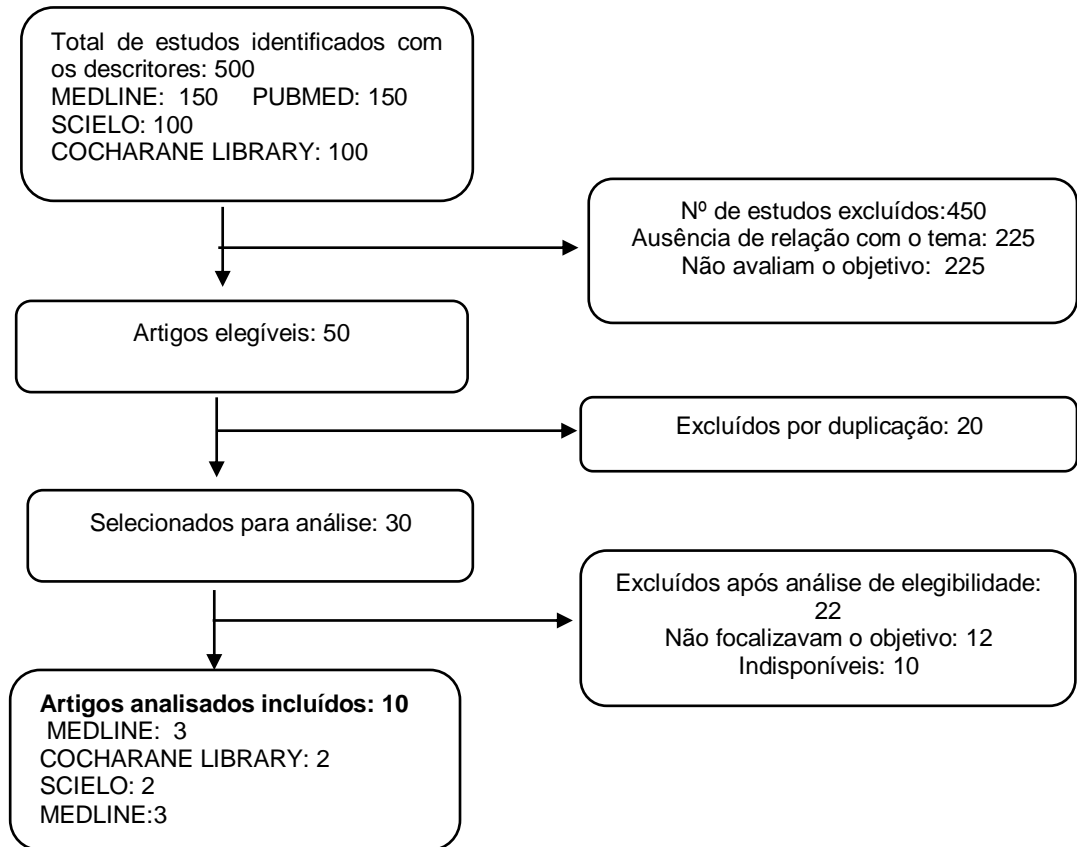 Total de estudos identificados com
os descritores: 500
MEDLINE: 150 PUBMED: 150
SCIELO: 100
COCHARANE LIBRARY: 100
Nº de estudos excluídos:450
Ausência de relação com o tema: 225
Não avaliam o objetivo: 225
Artigos elegíveis: 50
Excluídos por duplicação: 20
Selecionados para análise: 30
Excluídos após análise de elegibilidade:
22
Não focalizavam o objetivo: 12
Indisponíveis: 10
Artigos analisados incluídos: 10
MEDLINE: 3
COCHARANE LIBRARY: 2
SCIELO: 2
MEDLINE:3